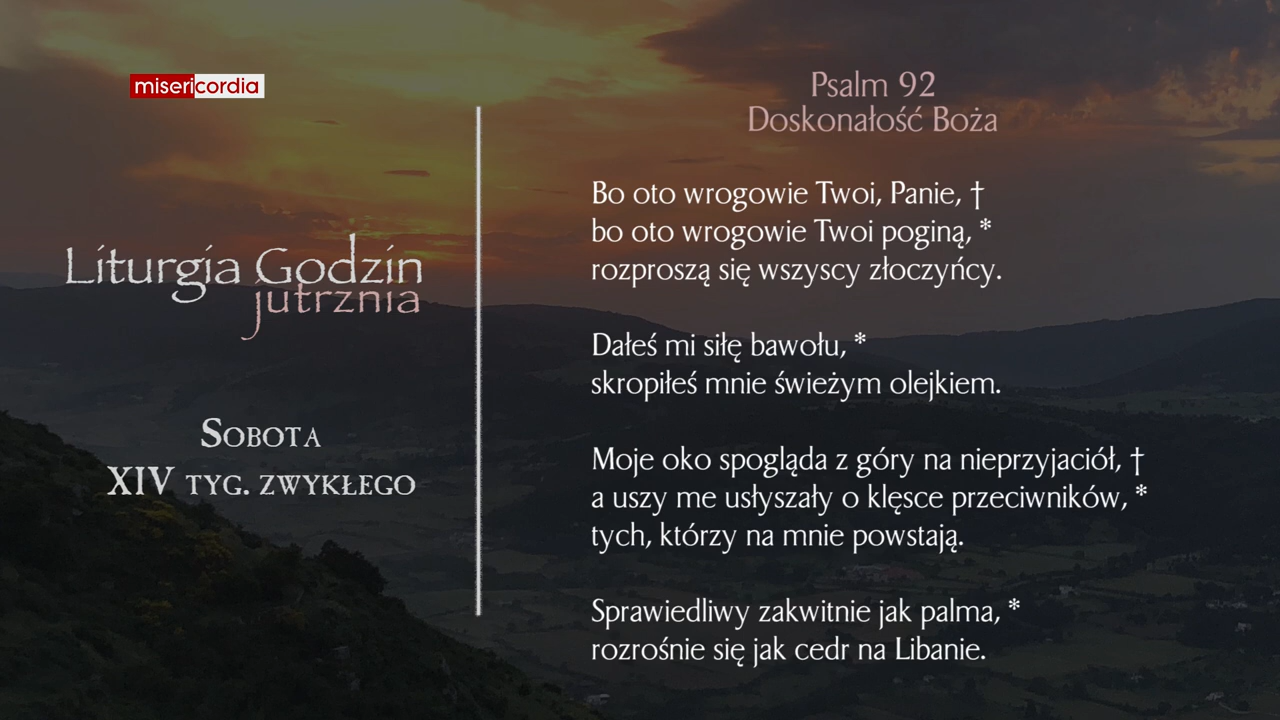 misericordia
Liturgia Godzin
jutrznia
Sobota
XIV tyg. zwykłego
Psalm 92
Doskonałość Boża
Bo oto wrogowie Twoi, Panie, †
bo oto wrogowie Twoi poginą, *
rozproszą się wszyscy złoczyńcy.
Dałeś mi siłę bawołu, *
skropiłeś mnie świeżym olejkiem.
Moje oko spogląda z góry na nieprzyjaciół, †
a uszy me usłyszały o klęsce przeciwników, *
tych, którzy na mnie powstają.
Sprawiedliwy zakwitnie jak palma, *
rozrośnie się jak cedr na Libanie.